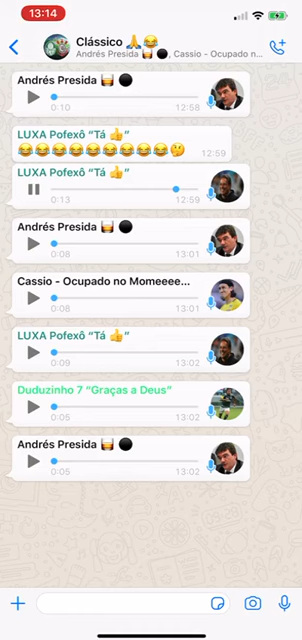 13:14
Clássico 🙏😂
Andrés Presida 🥃 ⚫, Cassio - Ocupado n...
Andrés Presida 🥃 ⚫
0:10 12:58
LUXA Pofexô “Tá 👍”
😂😂😂😂😂😂😂😂😂🤔 12:59
LUXA Pofexô “Tá 👍”
0:13 12:59
Andrés Presida 🥃 ⚫
0:08 13:01
Cassio - Ocupado no Momeeee...
0:08 13:01
LUXA Pofexô “Tá 👍”
0:09 13:02
Duduzinho 7 “Graças a Deus”
0:05 13:02
Andrés Presida 🥃 ⚫
0:05 13:02